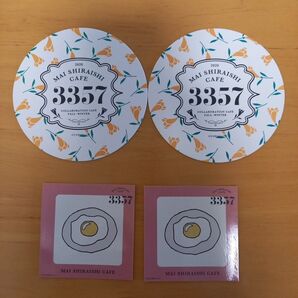 2020
MAI SHIRAISHI
CAFE
3357
COLLABORATION CAFE
FALL-WINTER
2020
MAI SHIRAISHI
CAFE
3357
COLLABORATION CAFE
FALL-WINTER
3357
MAI SHIRAISHI CAFE
3357
MAI SHIRAISHI CAFE